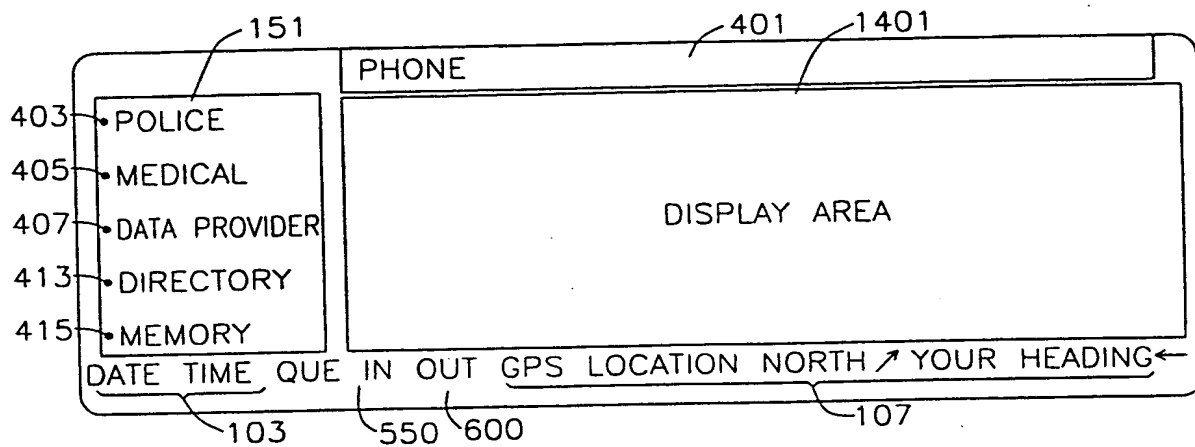 151 401 1401
PHONE
403 POLICE
405 MEDICAL
407 DATA PROVIDER
DISPLAY AREA
413 DIRECTORY
415 MEMORY
DATE TIME QUE IN OUT GPS LOCATION NORTH ↗ YOUR HEADING ←
103 550 600 107